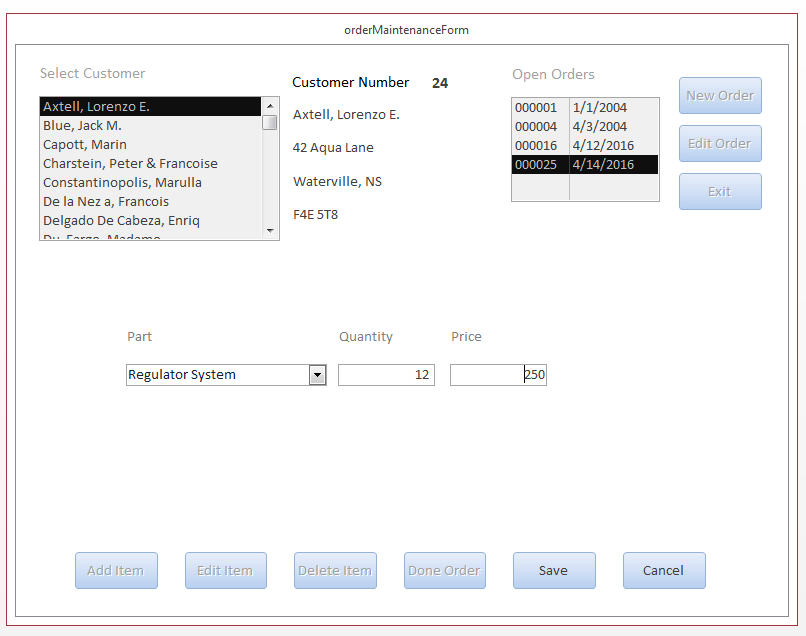 orderMaintenanceForm
Select Customer
Axtell, Lorenzo E.
Blue, Jack M.
Capott, Marin
Charstein, Peter & Francoise
Constantinopolis, Marulla
De la Nez a, Francois
Delgado De Cabeza, Enriq
Du Fargo, Madame
Customer Number 24
Axtell, Lorenzo E.
42 Aqua Lane
Waterville, NS
F4E 5T8
Open Orders
000001 1/1/2004
000004 4/3/2004
000016 4/12/2016
000025 4/14/2016
New Order
Edit Order
Exit
Part Quantity Price
Regulator System 12 250
Add Item Edit Item Delete Item Done Order Save Cancel